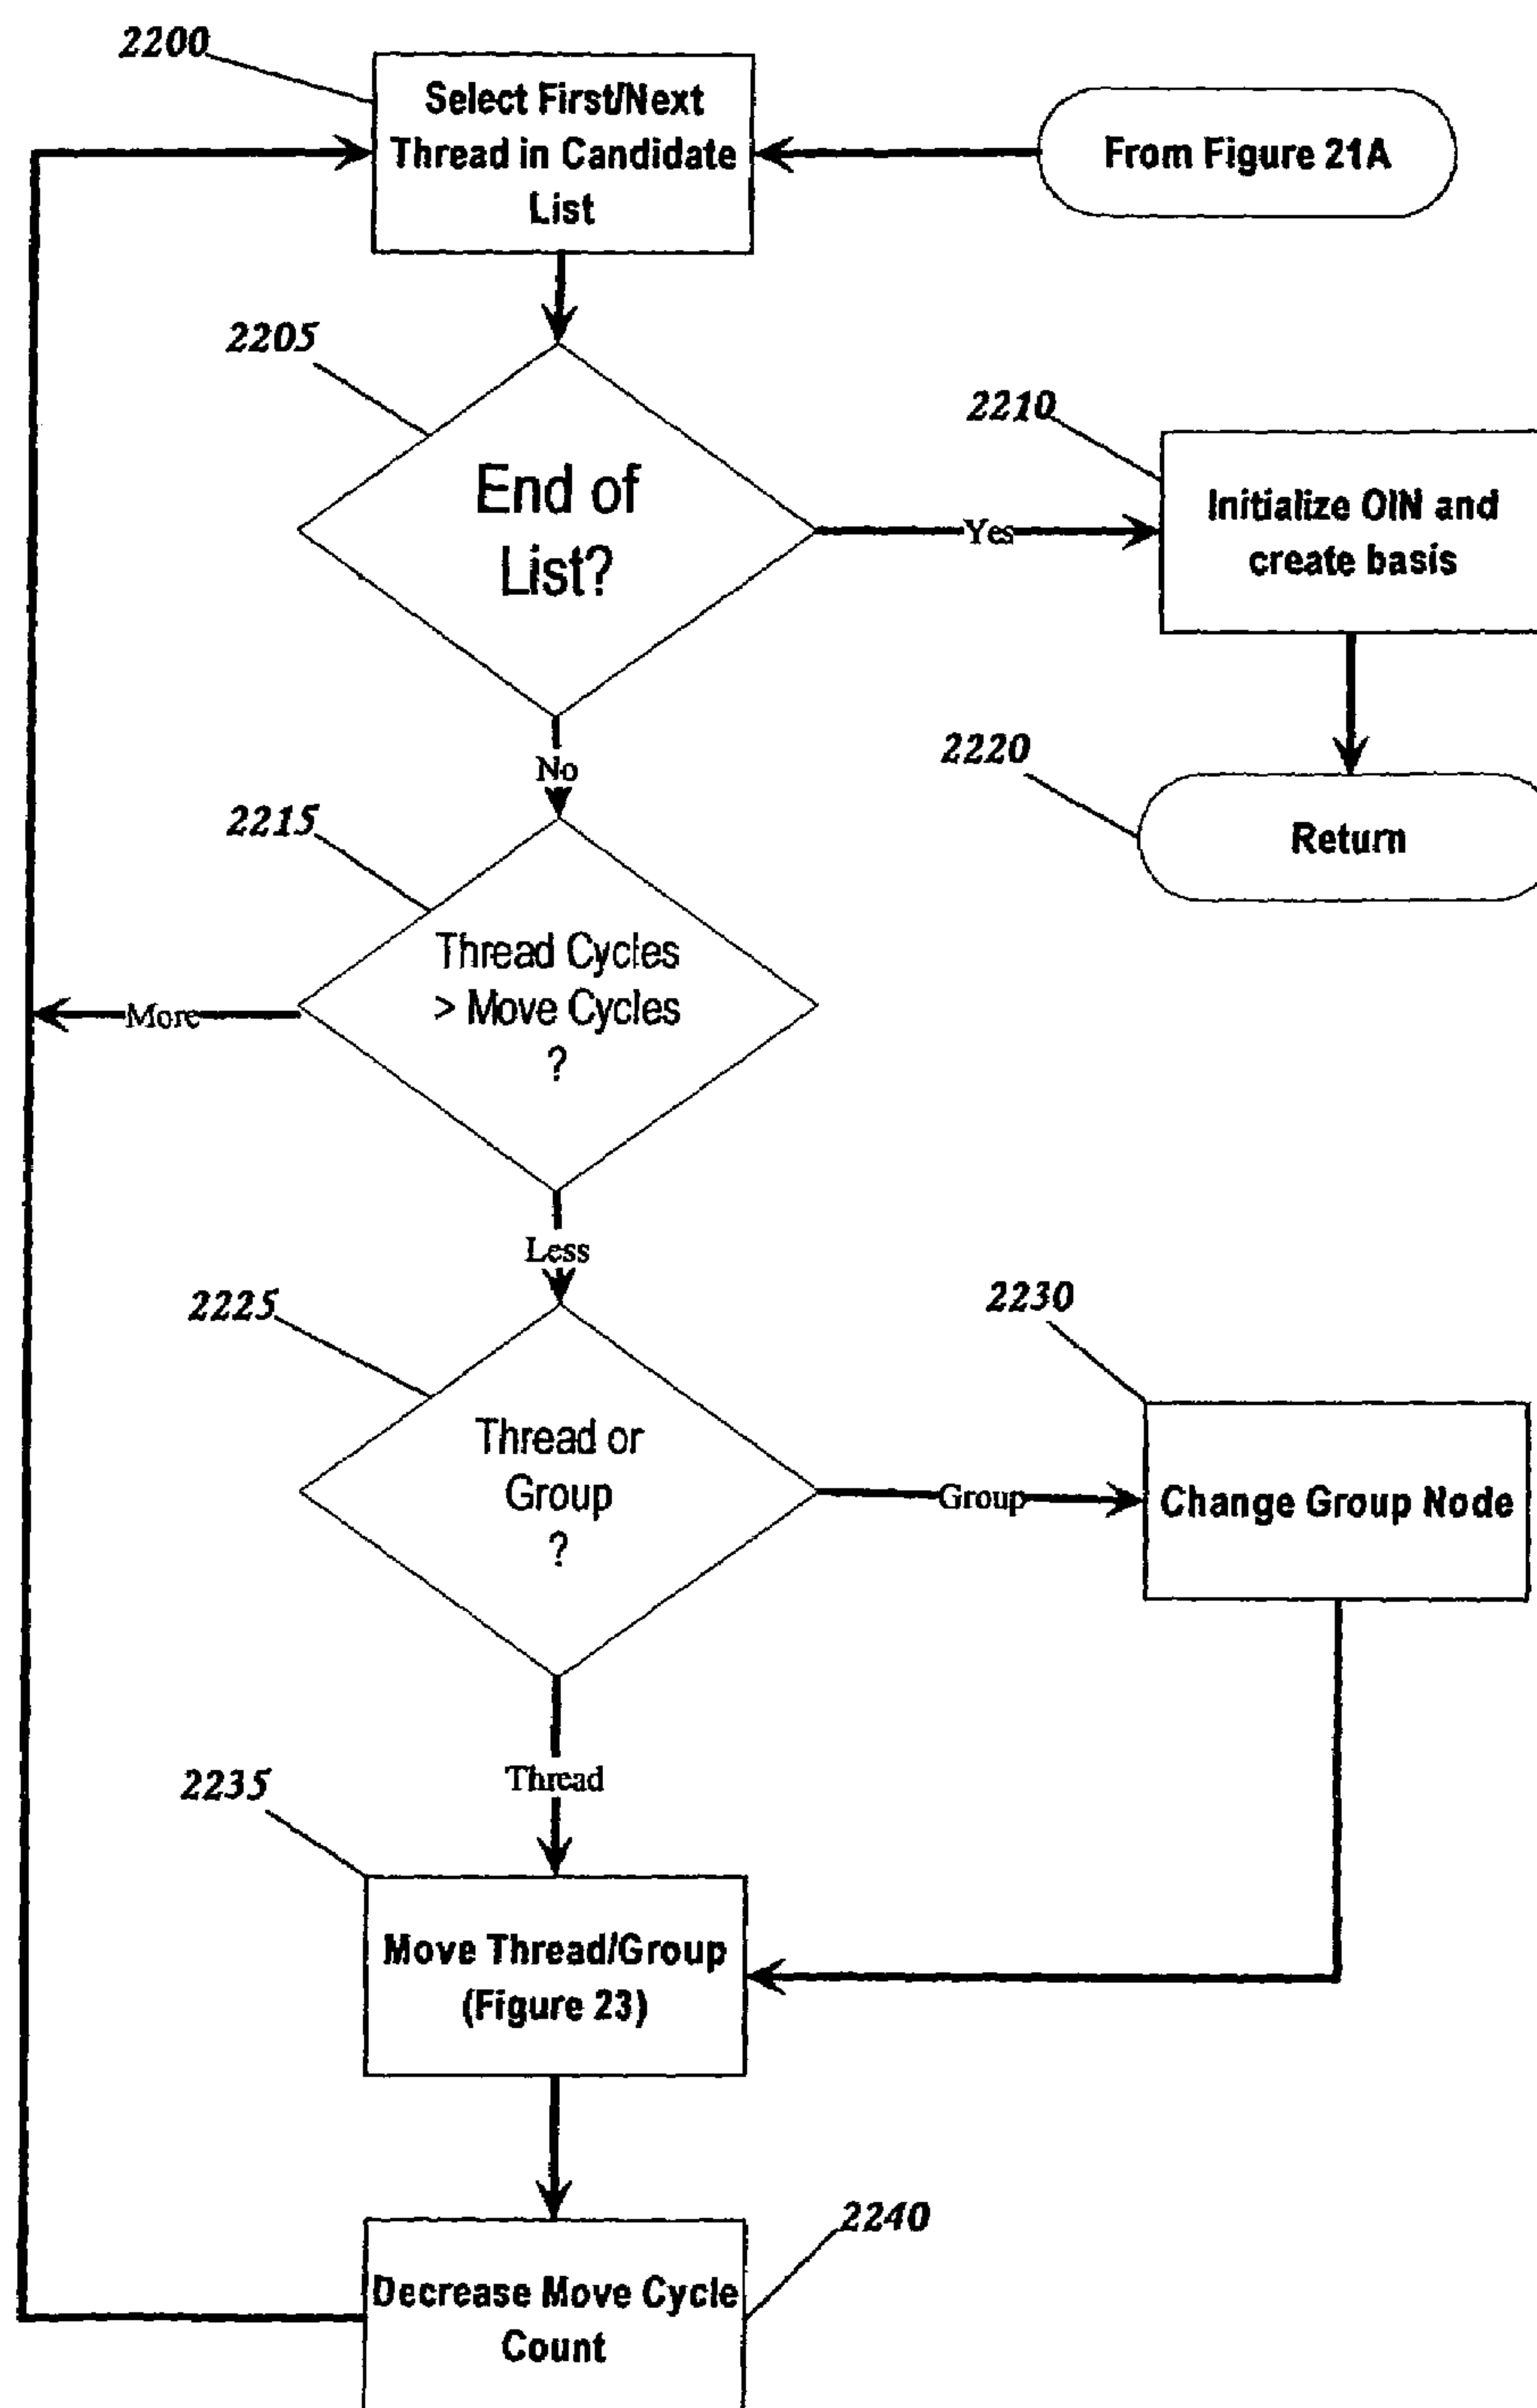 2200
Select First/Next
Thread in Candidate
List
From Figure 21A
2205
End of
List?
Yes
2210
Initialize OIN and
create basis
No
2220
Return
2215
Thread Cycles
> Move Cycles
?
More
Less
2225
Thread or
Group
?
Group
2230
Change Group Node
Thread
2235
Move Thread/Group
(Figure 23)
2240
Decrease Move Cycle
Count